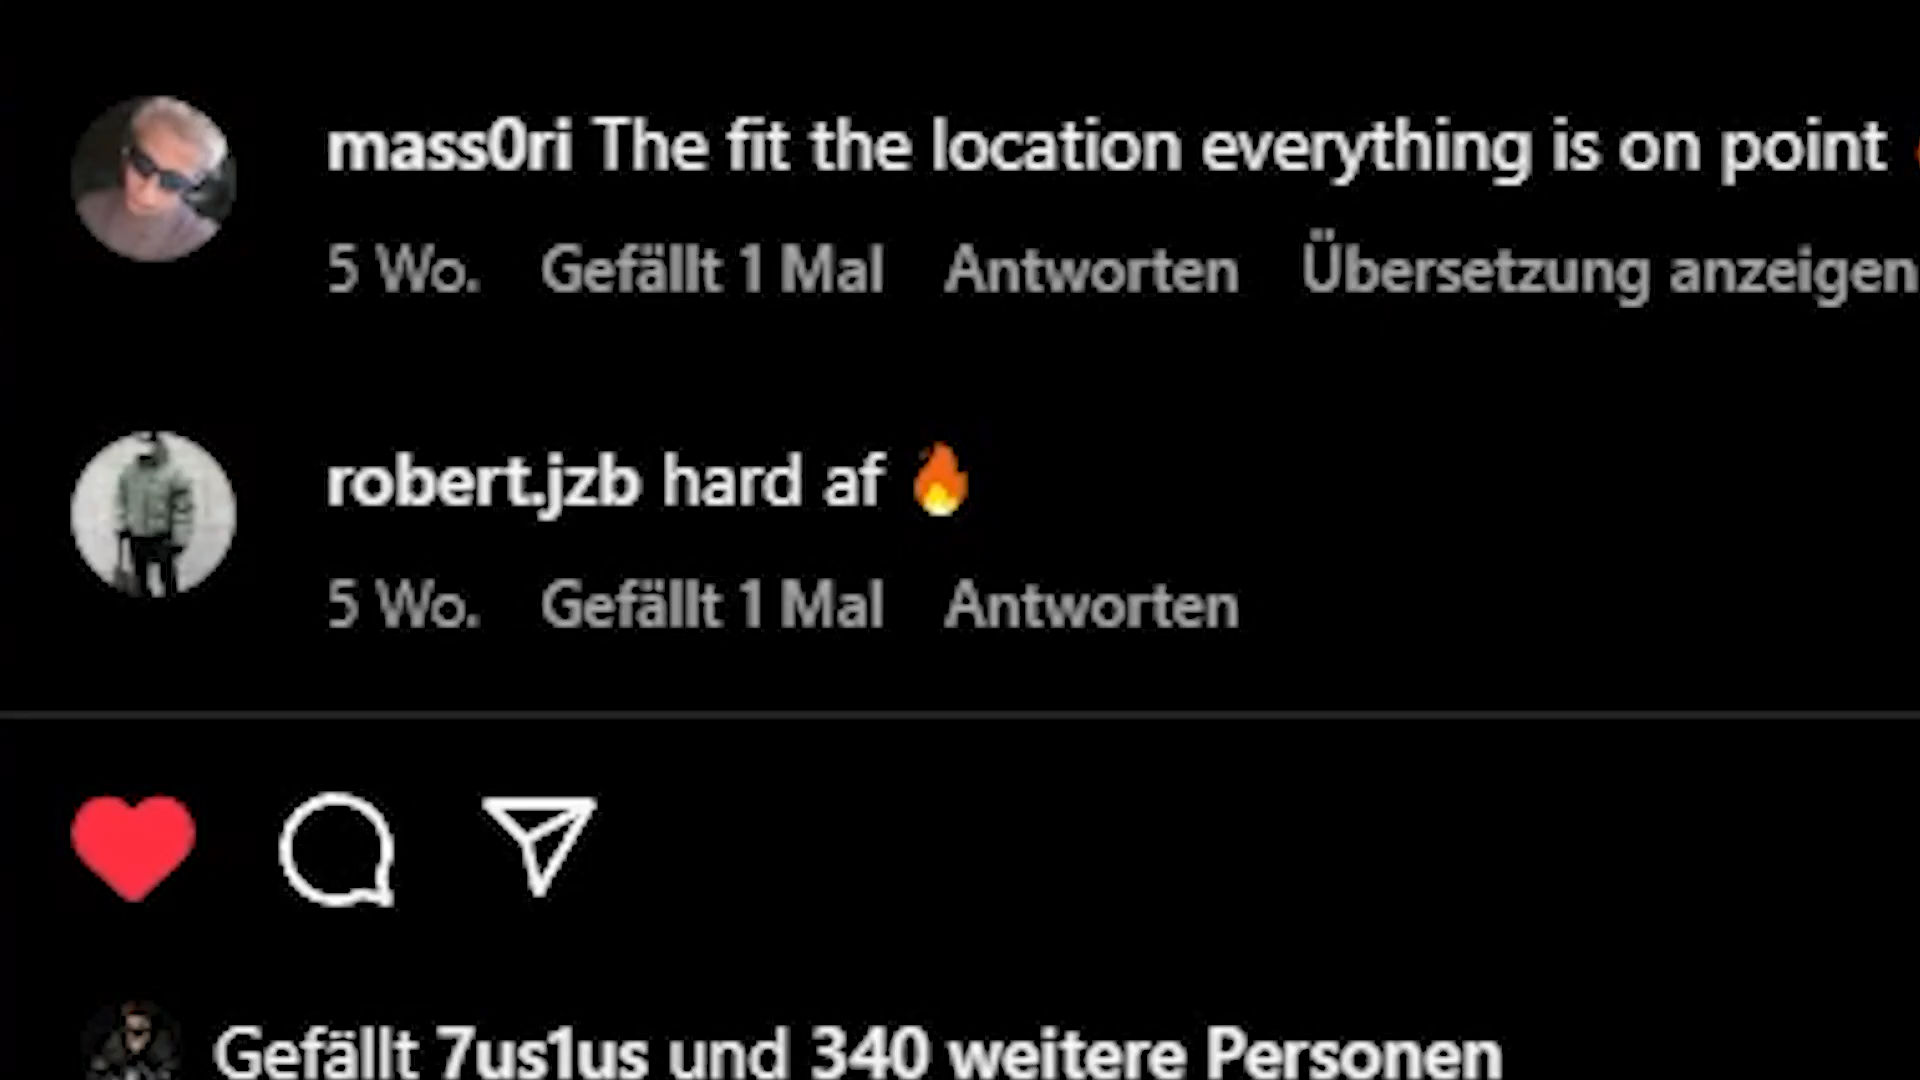 mass0ri The fit the location everything is on point
5 Wo. Gefällt 1 Mal Antworten Übersetzung anzeigen
robert.jzb hard af 🔥
5 Wo. Gefällt 1 Mal Antworten
Gefällt 7us1us und 340 weitere Personen